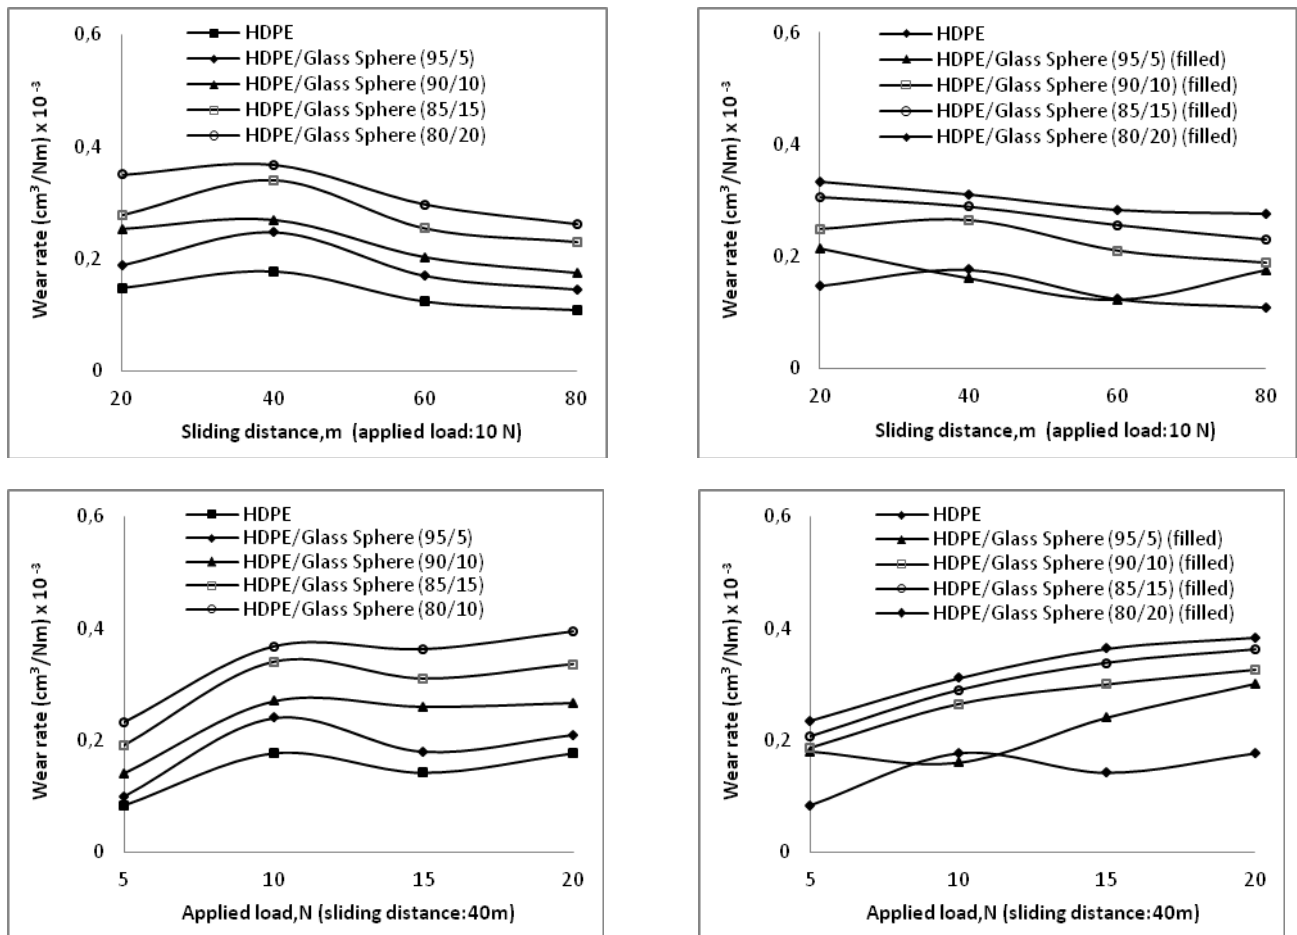 0,6
0,4
0,2
0
Wear rate (cm³/Nm) x 10⁻³
HDPE
HDPE/Glass Sphere (95/5)
HDPE/Glass Sphere (90/10)
HDPE/Glass Sphere (85/15)
HDPE/Glass Sphere (80/20)
20 40 60 80
Sliding distance,m (applied load:10 N)
0,6
0,4
0,2
0
Wear rate (cm³/Nm) x 10⁻³
HDPE
HDPE/Glass Sphere (95/5) (filled)
HDPE/Glass Sphere (90/10) (filled)
HDPE/Glass Sphere (85/15) (filled)
HDPE/Glass Sphere (80/20) (filled)
20 40 60 80
Sliding distance,m (applied load:10 N)
0,6
0,4
0,2
0
Wear rate (cm³/Nm) x 10⁻³
HDPE
HDPE/Glass Sphere (95/5)
HDPE/Glass Sphere (90/10)
HDPE/Glass Sphere (85/15)
HDPE/Glass Sphere (80/10)
5 10 15 20
Applied load,N (sliding distance:40m)
0,6
0,4
0,2
0
Wear rate (cm³/Nm) x 10⁻³
HDPE
HDPE/Glass Sphere (95/5) (filled)
HDPE/Glass Sphere (90/10) (filled)
HDPE/Glass Sphere (85/15) (filled)
HDPE/Glass Sphere (80/20) (filled)
5 10 15 20
Applied load,N (sliding distance:40m)